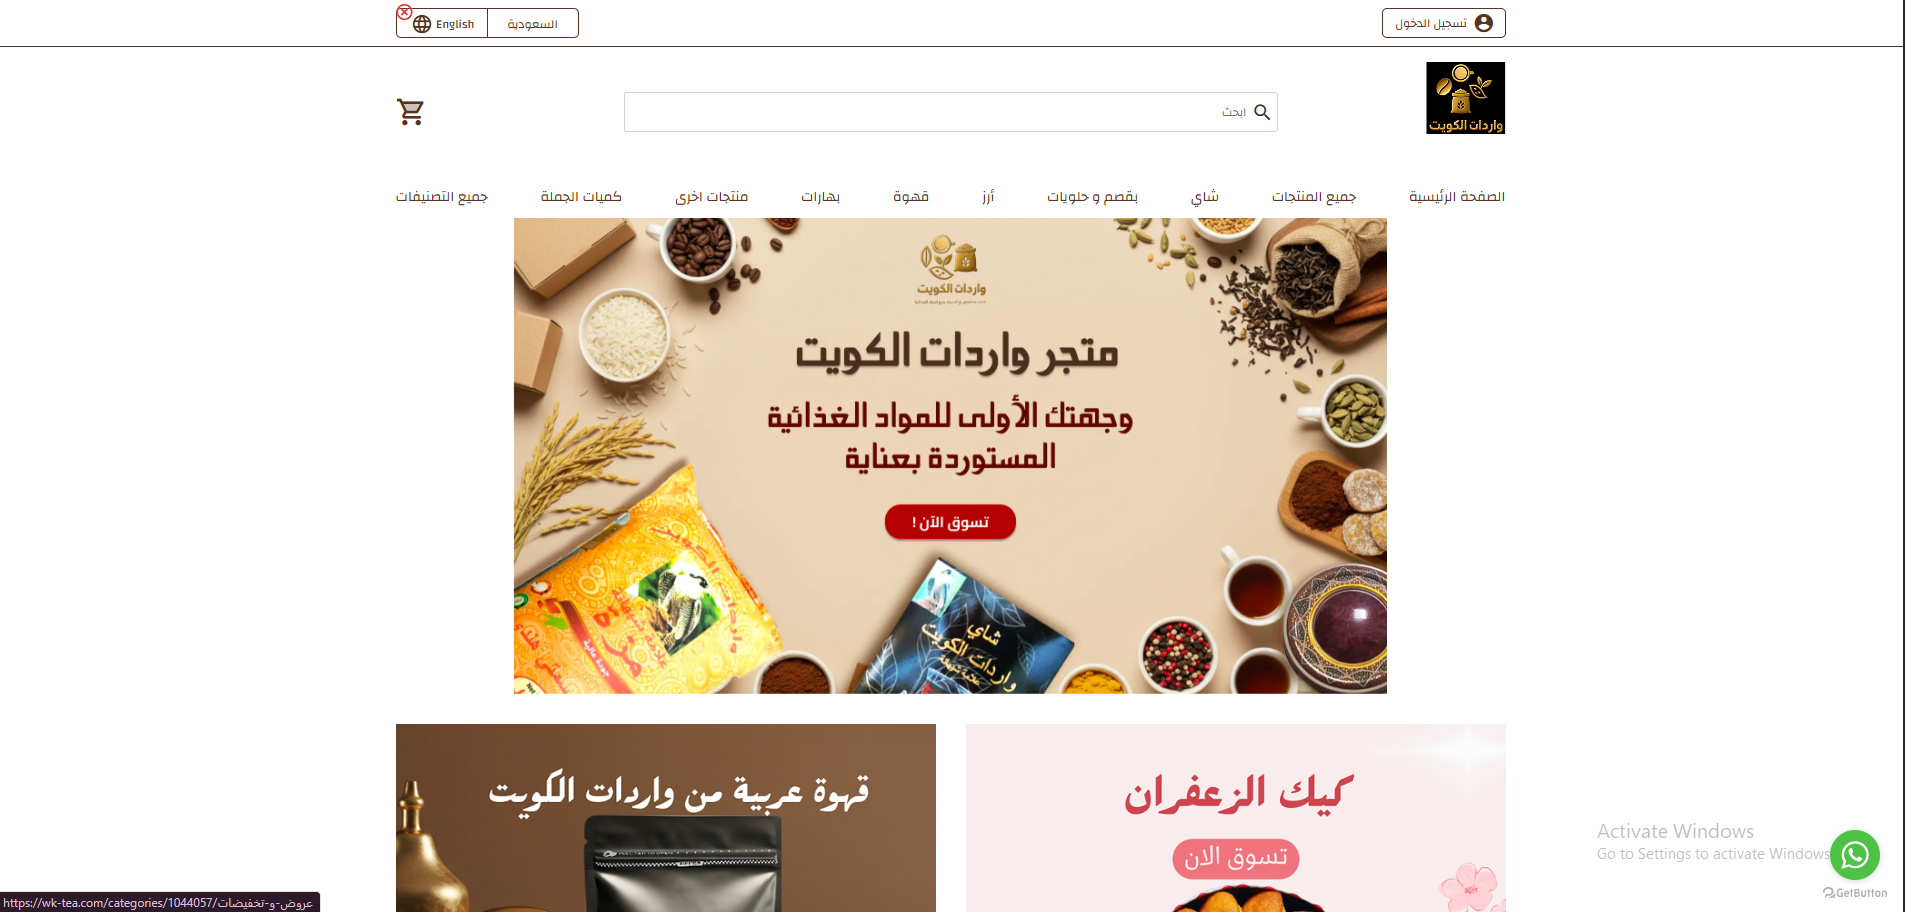 تسجيل الدخول
السعودية
English
واردات الكويت
ابحث
الصفحة الرئيسية
جميع المنتجات
شاي
بقصم و حلويات
أرز
قهوة
بهارات
منتجات اخرى
كميات الجملة
جميع التصنيفات
واردات الكويت
متجر واردات الكويت
وجهتك الأولى للمواد الغذائية
المستوردة بعناية
تسوق الآن !
واردات الكويت
شاي
واردات الكويت
كيك الزعفران
تسوق الان
قهوة عربية من واردات الكويت
Activate Windows
Go to Settings to activate Windows
GetButton
https://wk-tea.com/categories/1044057/عروض-و-تخفيضات